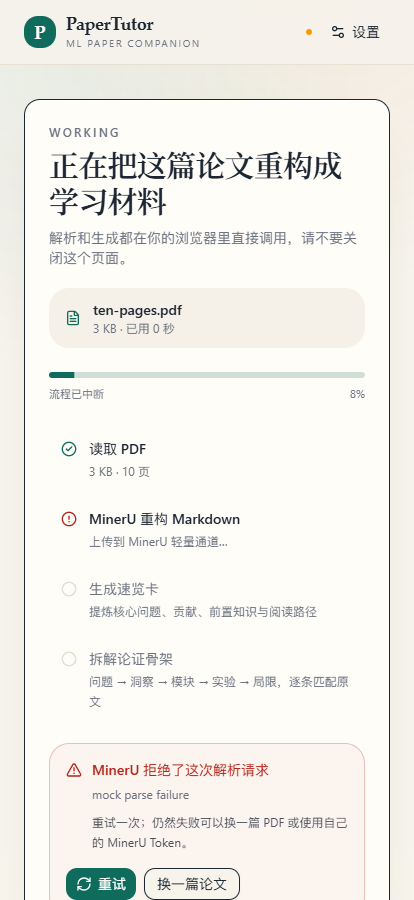 P
PaperTutor
ML PAPER COMPANION
设置
WORKING
正在把这篇论文重构成
学习材料
解析和生成都在你的浏览器里直接调用，请不要关
闭这个页面。
ten-pages.pdf
3 KB · 已用 0 秒
流程已中断
8%
读取 PDF
3 KB · 10 页
MinerU 重构 Markdown
上传到 MinerU 轻量通道...
生成速览卡
提炼核心问题、贡献、前置知识与阅读路径
拆解论证骨架
问题 → 洞察 → 模块 → 实验 → 局限，逐条匹配原
文
MinerU 拒绝了这次解析请求
mock parse failure
重试一次；仍然失败可以换一篇 PDF 或使用自己
的 MinerU Token。
重试
换一篇论文